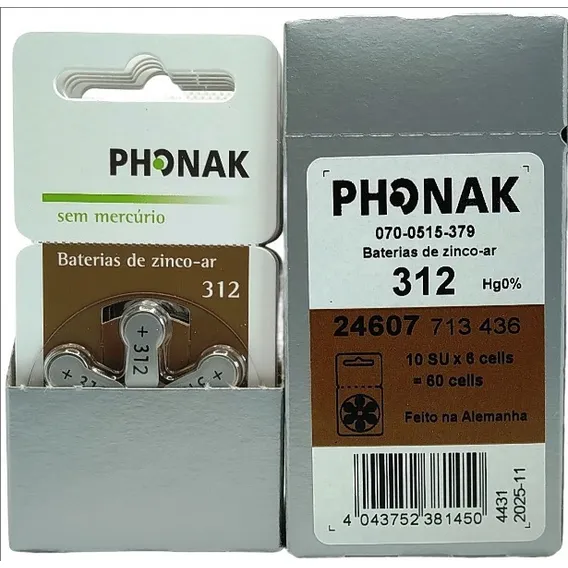 PHONAK
sem mercúrio
Baterias de zinco-ar
312
+
312
+
+
PHONAK
070-0515-379
Baterias de zinco-ar
312 Hg0%
24607 713 436
10 SU x 6 cells
= 60 cells
Feito na Alemanha
4 043752 381450
4431
2025-11